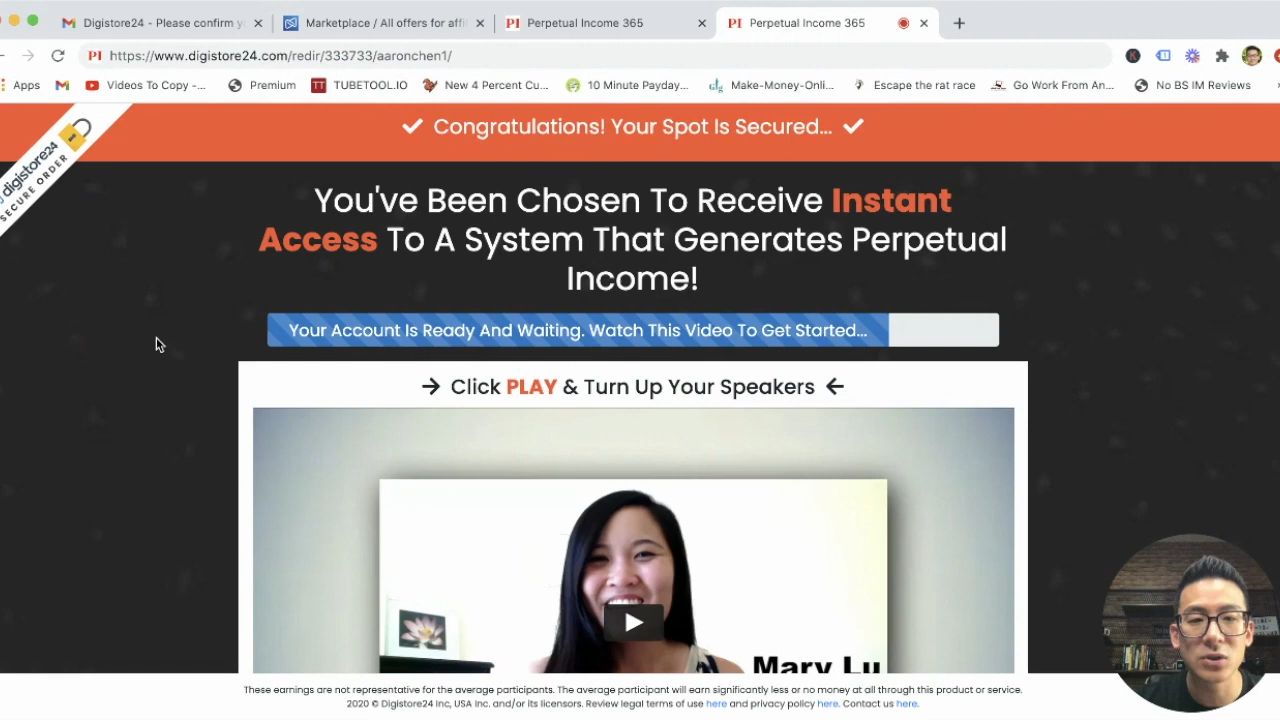 Digistore24 - Please confirm yo
Marketplace / All offers for affi
PI Perpetual Income 365
PI Perpetual Income 365
PI https://www.digistore24.com/redir/333733/aaronchen1/
Apps
Videos To Copy -...
Premium
TT TUBETOOL.IO
New 4 Percent Cu...
10 Minute Payday...
Make-Money-Onli...
Escape the rat race
Go Work From An...
No BS IM Reviews
digistore24
SECURE ORDER
Congratulations! Your Spot Is Secured...
You've Been Chosen To Receive Instant
Access To A System That Generates Perpetual
Income!
Your Account Is Ready And Waiting. Watch This Video To Get Started...
→ Click PLAY & Turn Up Your Speakers ←
Mary Lu
These earnings are not representative for the average participants. The average participant will earn significantly less or no money at all through this product or service.
2020 © Digistore24 Inc, USA Inc. and/or its licensors. Review legal terms of use here and privacy policy here. Contact us here.